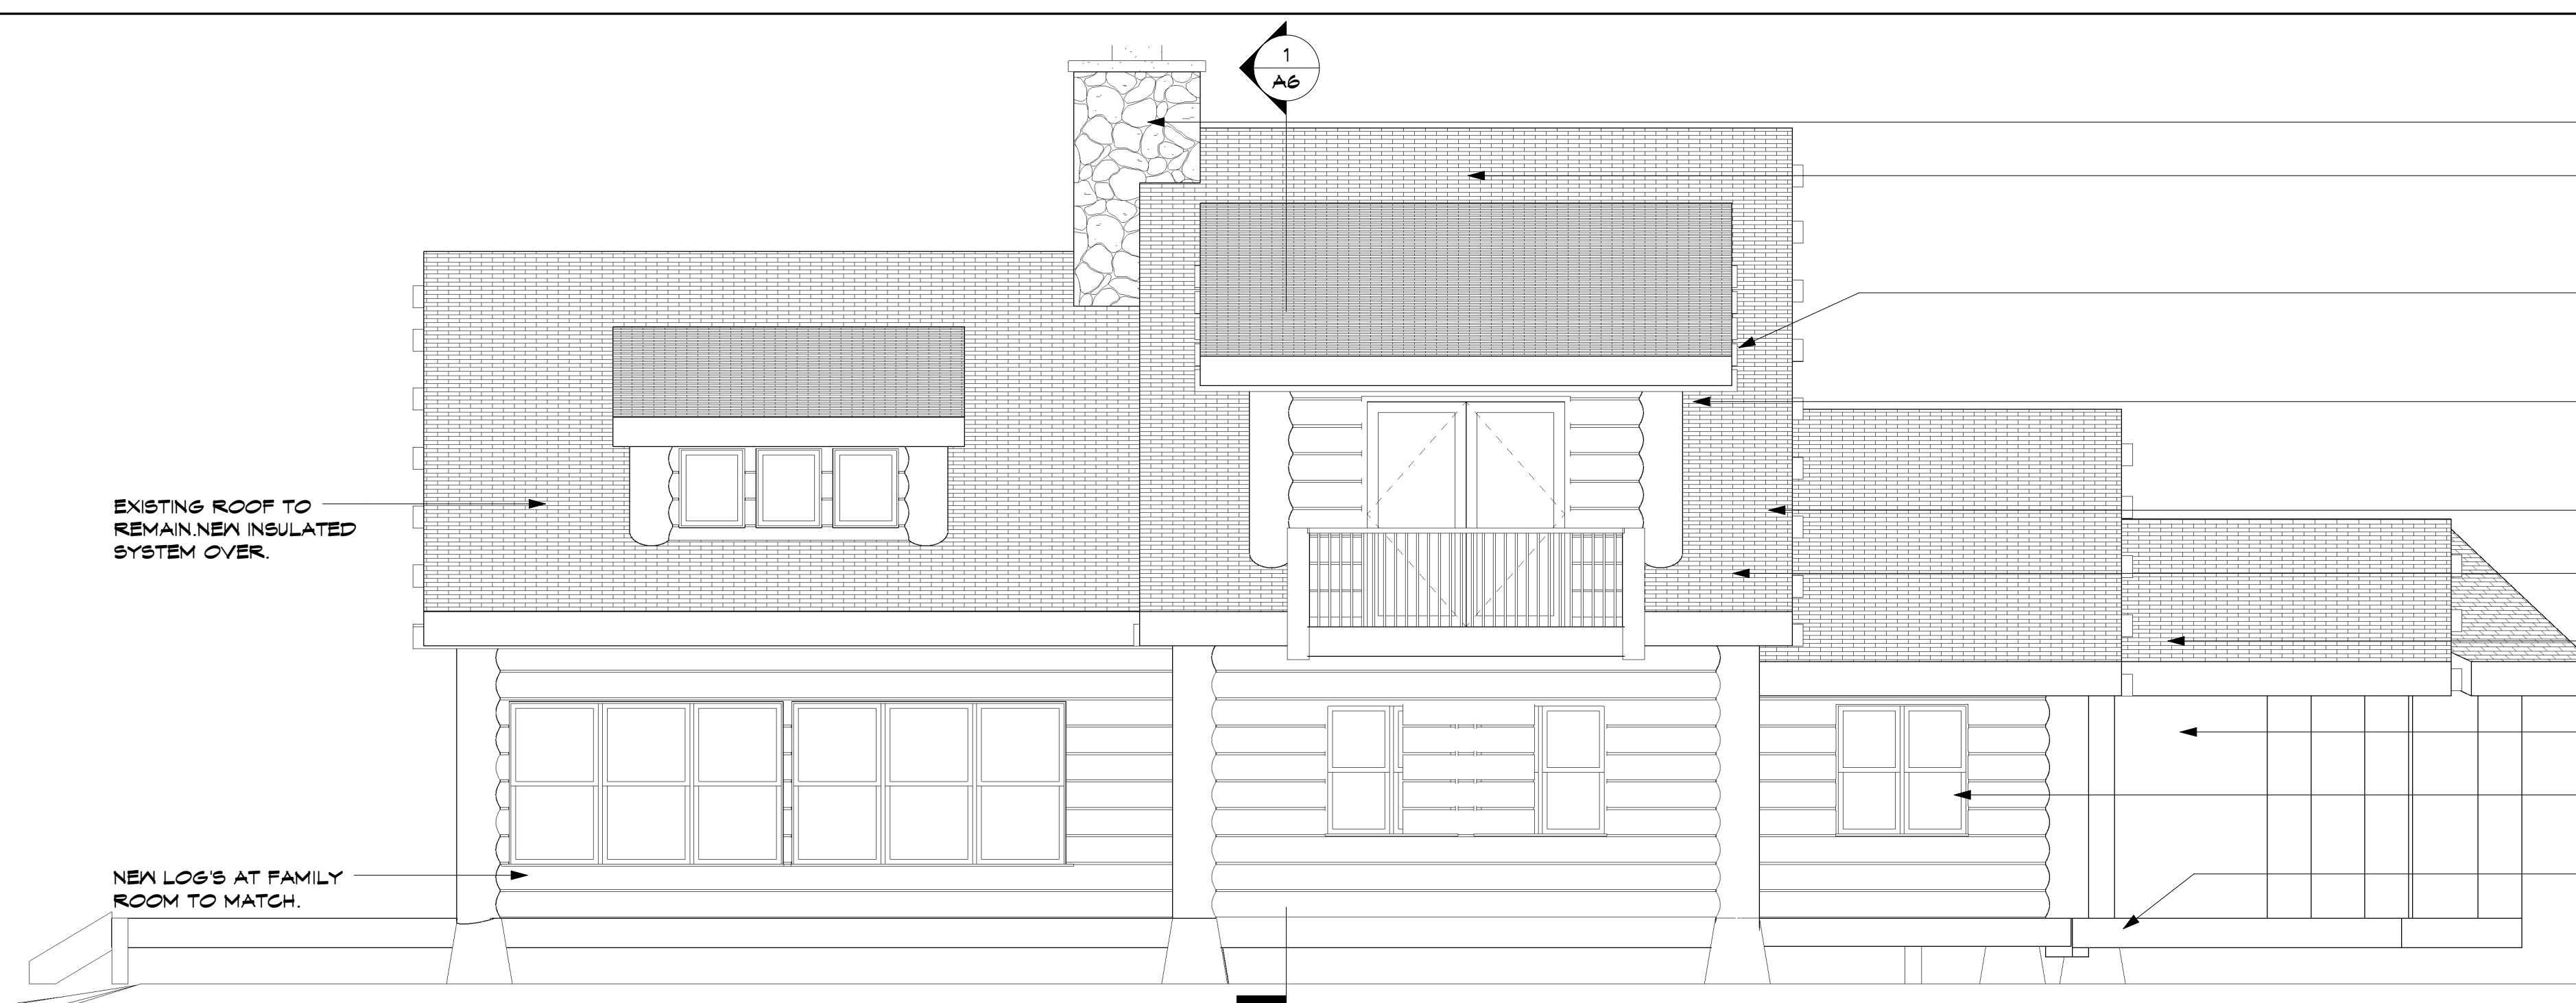 1
A6
EXISTING ROOF TO
REMAIN.NEW INSULATED
SYSTEM OVER.
NEW LOG'S AT FAMILY
ROOM TO MATCH.